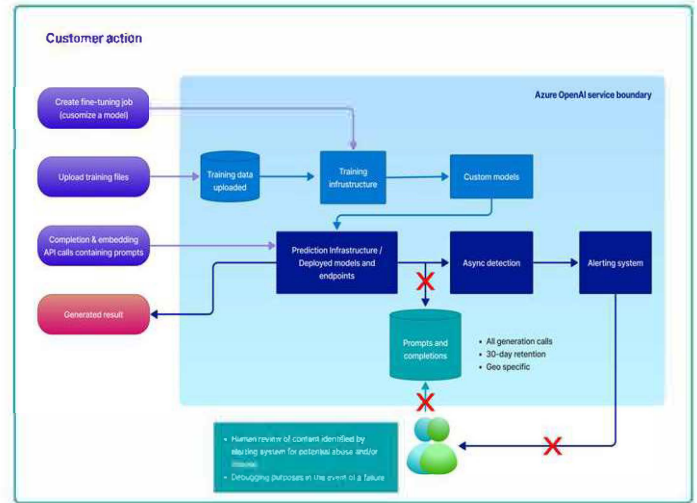 Customer action
Azure OpenAI service boundary
Create fine-tuning job
(cusomize a model)
Upload training files
Training data
uploaded
Training
infrustructure
Custom models
Completion & embedding
API calls containing prompts
Prediction Infrastructure /
Deployed models and
endpoints
Async detection
Alerting system
Generated result
Prompts and
completions
• All generation calls
• 30-day retention
• Geo specific
• Human review of content identified by
alerting system for potential abuse and/or
• Debugging purposes in the event of a failure